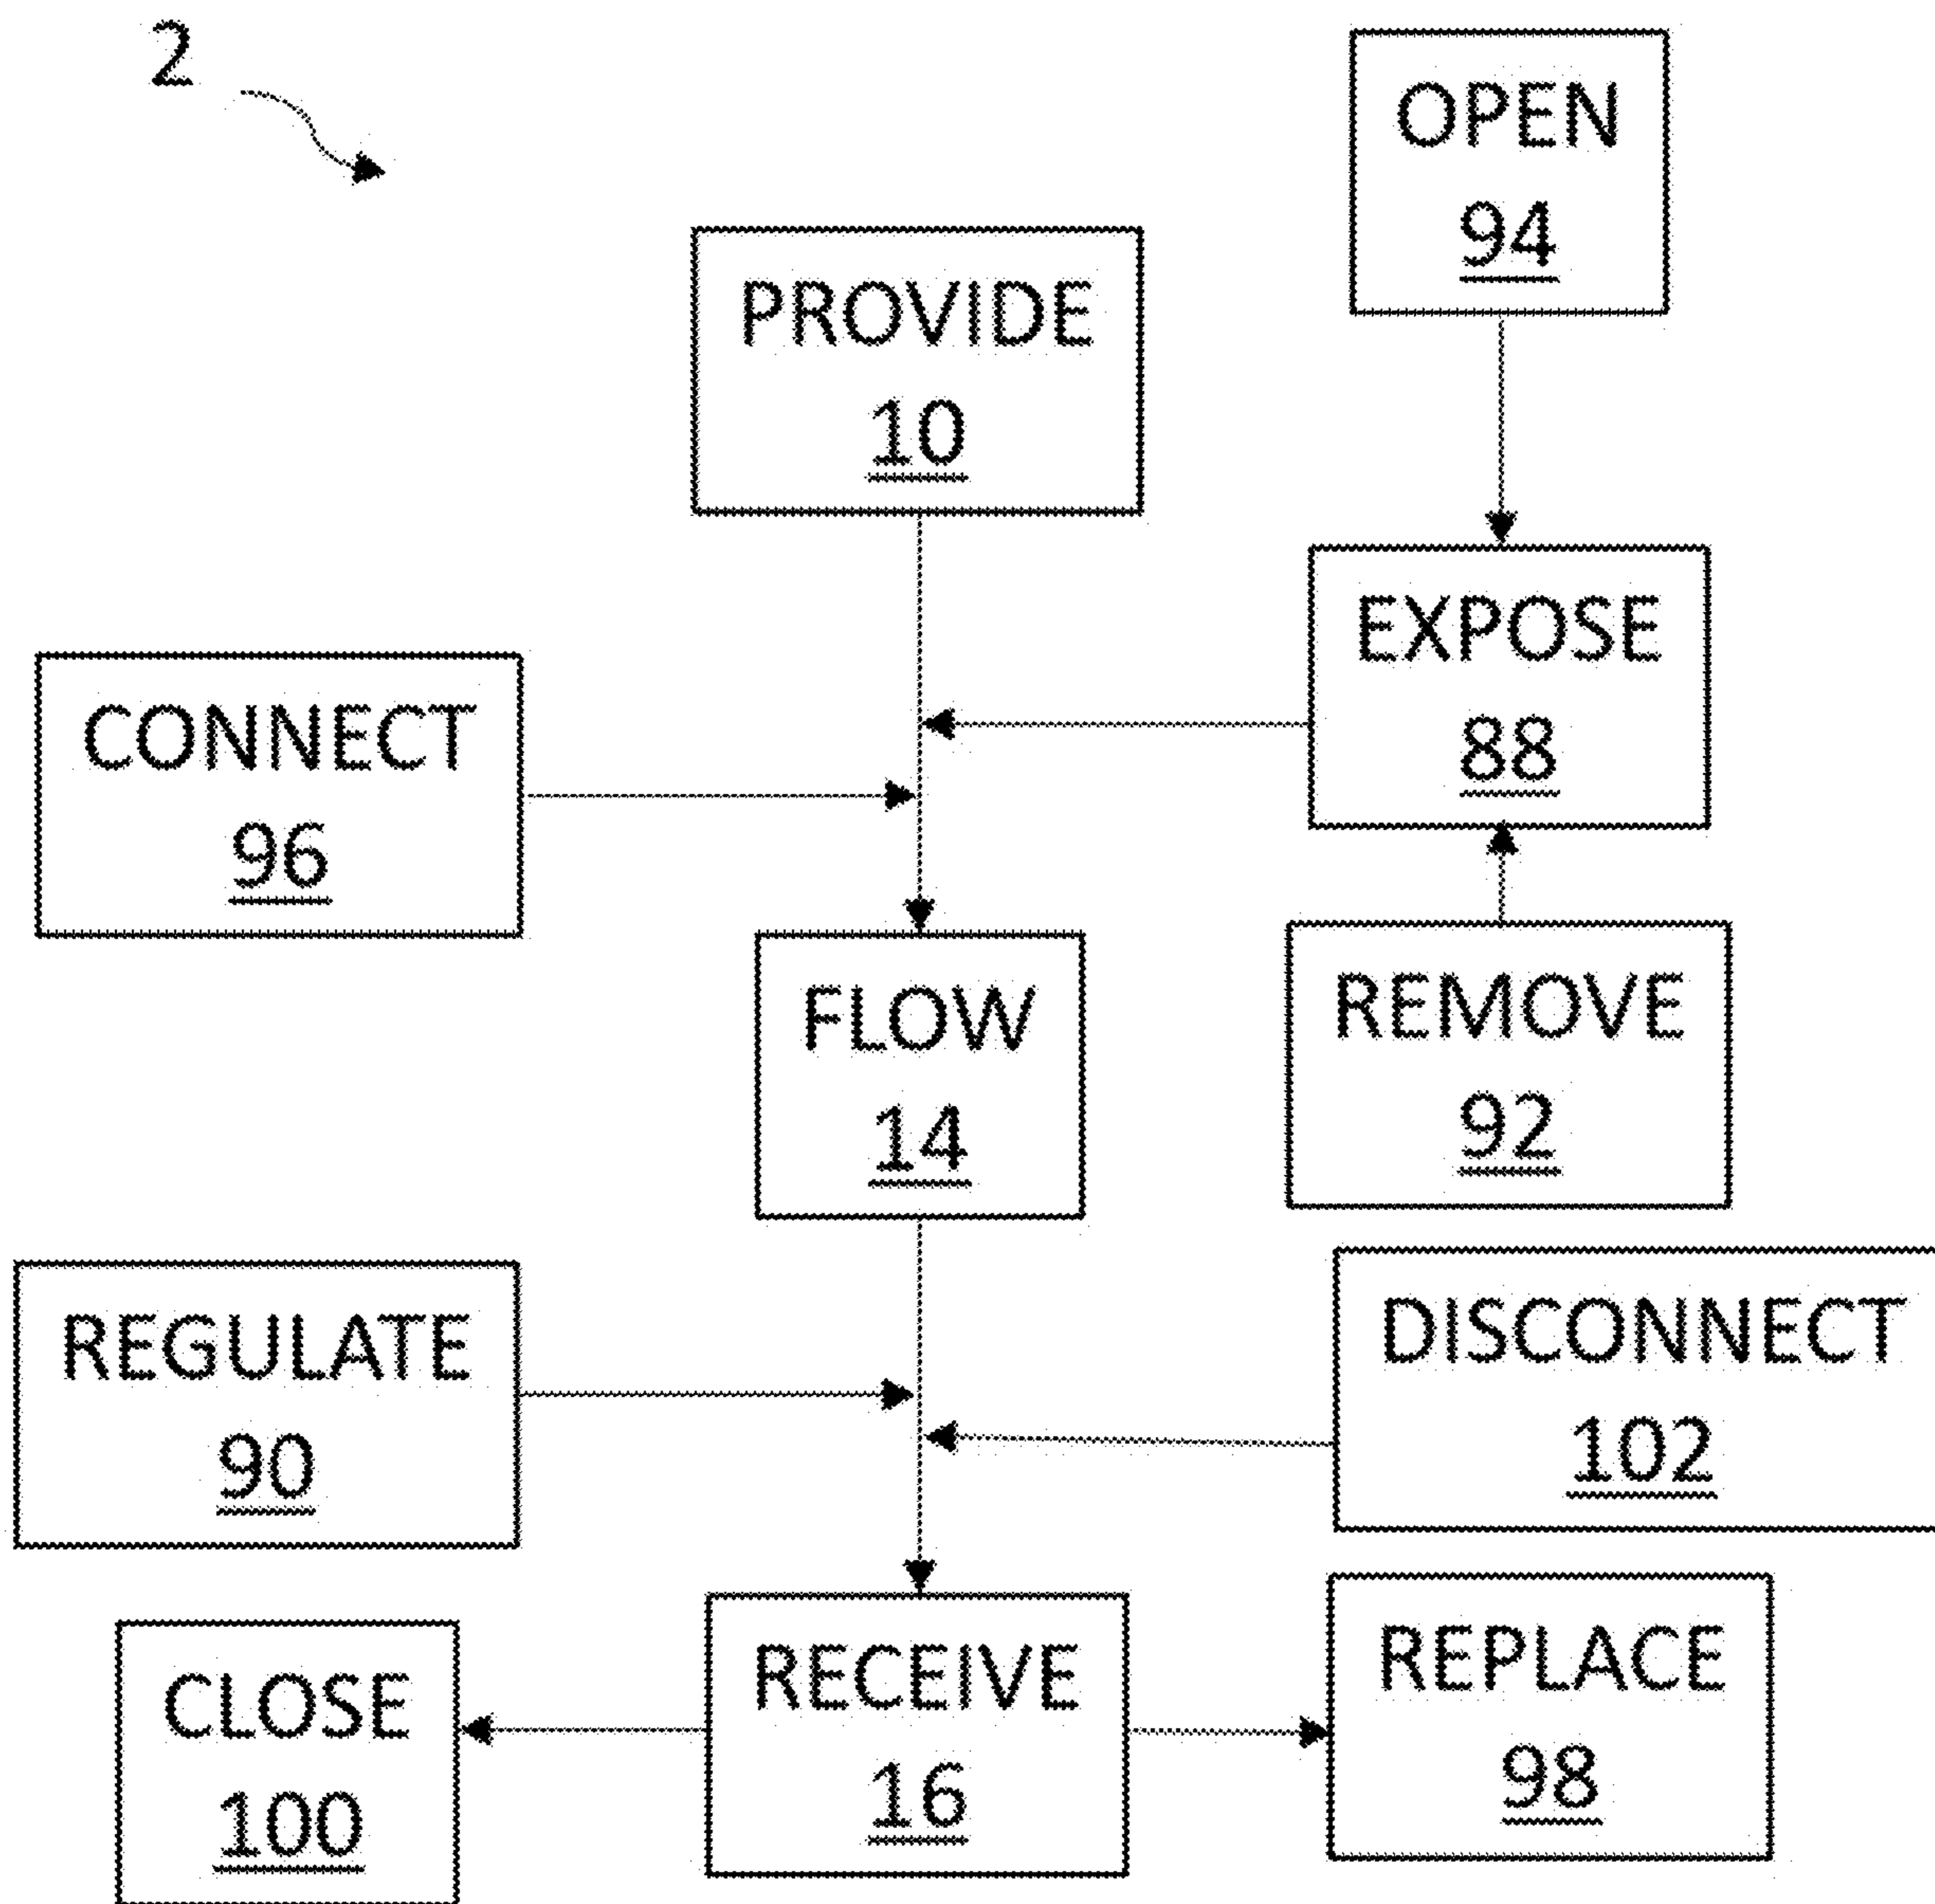 2
OPEN
94
PROVIDE
10
EXPOSE
88
CONNECT
96
FLOW
14
REMOVE
92
REGULATE
90
DISCONNECT
102
RECEIVE
16
REPLACE
98
CLOSE
100